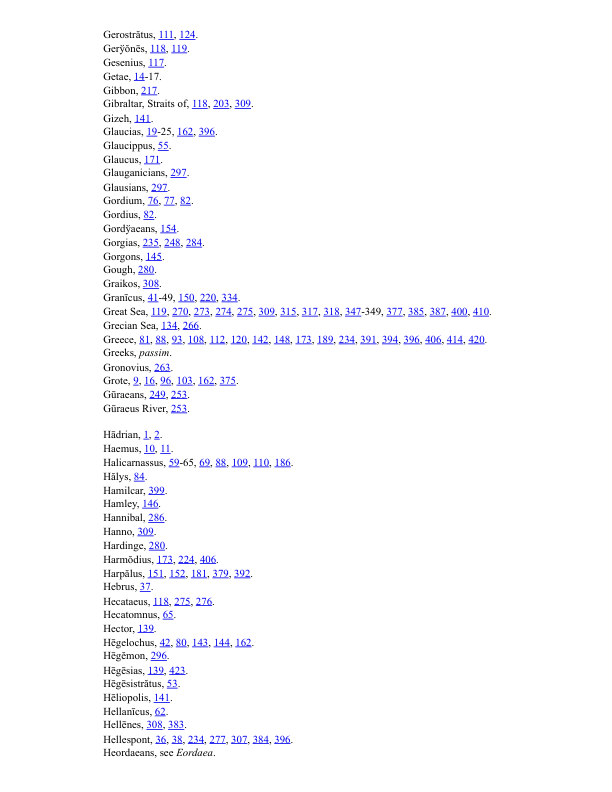 Gerostrātus, 111, 124.
Gerўŏnēs, 118, 119.
Gesenius, 117.
Getae, 14-17.
Gibbon, 217.
Gibraltar, Straits of, 118, 203, 309.
Gizeh, 141.
Glaucias, 19-25, 162, 396.
Glaucippus, 55.
Glaucus, 171.
Glauganicians, 297.
Glausians, 297.
Gordium, 76, 77, 82.
Gordius, 82.
Gordўaeans, 154.
Gorgias, 235, 248, 284.
Gorgons, 145.
Gough, 280.
Graikos, 308.
Granīcus, 41-49, 150, 220, 334.
Great Sea, 119, 270, 273, 274, 275, 309, 315, 317, 318, 347-349, 377, 385, 387, 400, 410.
Grecian Sea, 134, 266.
Greece, 81, 88, 93, 108, 112, 120, 142, 148, 173, 189, 234, 391, 394, 396, 406, 414, 420.
Greeks, passim.
Gronovius, 263.
Grote, 9, 16, 96, 103, 162, 375.
Gūraeans, 249, 253.
Gūraeus River, 253.
Hādrian, 1, 2.
Haemus, 10, 11.
Halicarnassus, 59-65, 69, 88, 109, 110, 186.
Hălys, 84.
Hamilcar, 399.
Hamley, 146.
Hannibal, 286.
Hanno, 309.
Hardinge, 280.
Harmŏdius, 173, 224, 406.
Harpălus, 151, 152, 181, 379, 392.
Hebrus, 37.
Hecataeus, 118, 275, 276.
Hecatomnus, 65.
Hector, 139.
Hēgelochus, 42, 80, 143, 144, 162.
Hēgĕmon, 296.
Hēgēsias, 139, 423.
Hēgēsistrātus, 53.
Hēliopolis, 141.
Hellanīcus, 62.
Hellēnes, 308, 383.
Hellespont, 36, 38, 234, 277, 307, 384, 396.
Heordaeans, see Eordaea.